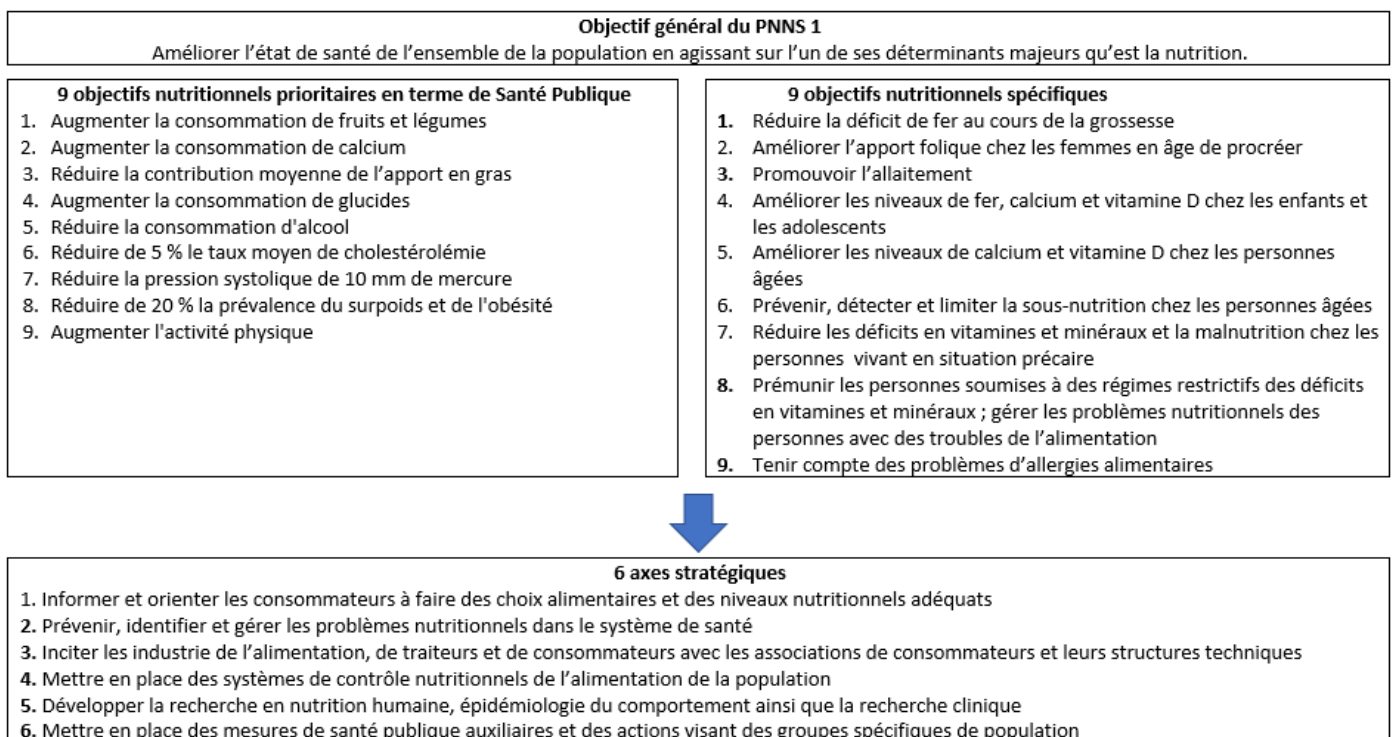 Objectif général du PNNS 1
Améliorer l’état de santé de l’ensemble de la population en agissant sur l’un de ses déterminants majeurs qu’est la nutrition.
9 objectifs nutritionnels prioritaires en terme de Santé Publique
1. Augmenter la consommation de fruits et légumes
2. Augmenter la consommation de calcium
3. Réduire la contribution moyenne de l’apport en gras
4. Augmenter la consommation de glucides
5. Réduire la consommation d'alcool
6. Réduire de 5 % le taux moyen de cholestérolémie
7. Réduire la pression systolique de 10 mm de mercure
8. Réduire de 20 % la prévalence du surpoids et de l'obésité
9. Augmenter l'activité physique
9 objectifs nutritionnels spécifiques
1. Réduire la déficit de fer au cours de la grossesse
2. Améliorer l’apport folique chez les femmes en âge de procréer
3. Promouvoir l’allaitement
4. Améliorer les niveaux de fer, calcium et vitamine D chez les enfants et
les adolescents
5. Améliorer les niveaux de calcium et vitamine D chez les personnes
âgées
6. Prévenir, détecter et limiter la sous-nutrition chez les personnes âgées
7. Réduire les déficits en vitamines et minéraux et la malnutrition chez les
personnes vivant en situation précaire
8. Prémunir les personnes soumises à des régimes restrictifs des déficits
en vitamines et minéraux ; gérer les problèmes nutritionnels des
personnes avec des troubles de l’alimentation
9. Tenir compte des problèmes d’allergies alimentaires
6 axes stratégiques
1. Informer et orienter les consommateurs à faire des choix alimentaires et des niveaux nutritionnels adéquats
2. Prévenir, identifier et gérer les problèmes nutritionnels dans le système de santé
3. Inciter les industrie de l’alimentation, de traiteurs et de consommateurs avec les associations de consommateurs et leurs structures techniques
4. Mettre en place des systèmes de contrôle nutritionnels de l’alimentation de la population
5. Développer la recherche en nutrition humaine, épidémiologie du comportement ainsi que la recherche clinique
6. Mettre en place des mesures de santé publique auxiliaires et des actions visant des groupes spécifiques de population